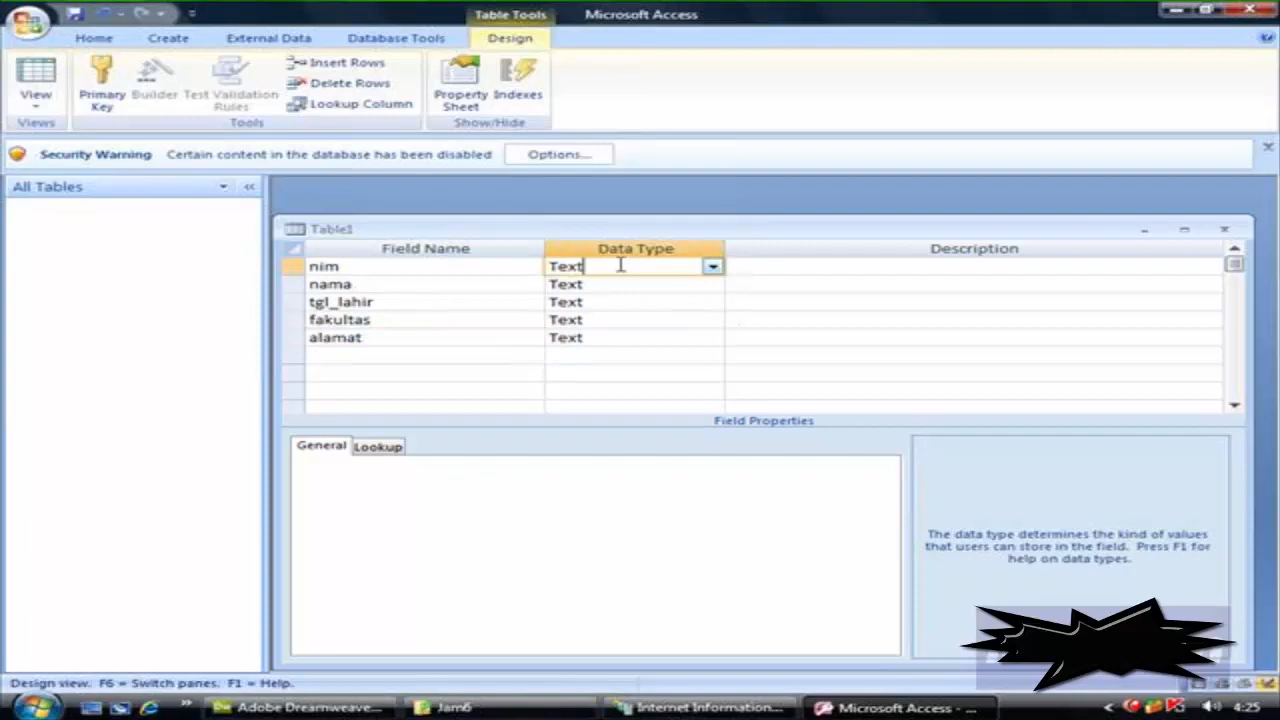 Table Tools
Microsoft Access
Home
Create
External Data
Database Tools
Design
View
Primary Key
Builder
Test Validation Rules
Insert Rows
Delete Rows
Lookup Column
Property Sheet
Indexes
Views
Tools
Show/Hide
Security Warning Certain content in the database has been disabled Options...
All Tables
Table1
Field Name Data Type Description
nim Text
nama Text
tgl_lahir Text
fakultas Text
alamat Text
Field Properties
General Lookup
The data type determines the kind of values
that users can store in the field. Press F1 for
help on data types.
Design view. F6 = Switch panes. F1 = Help.
Adobe Dreamweave... Jam6 Internet Information... Microsoft Access - ... 4:25